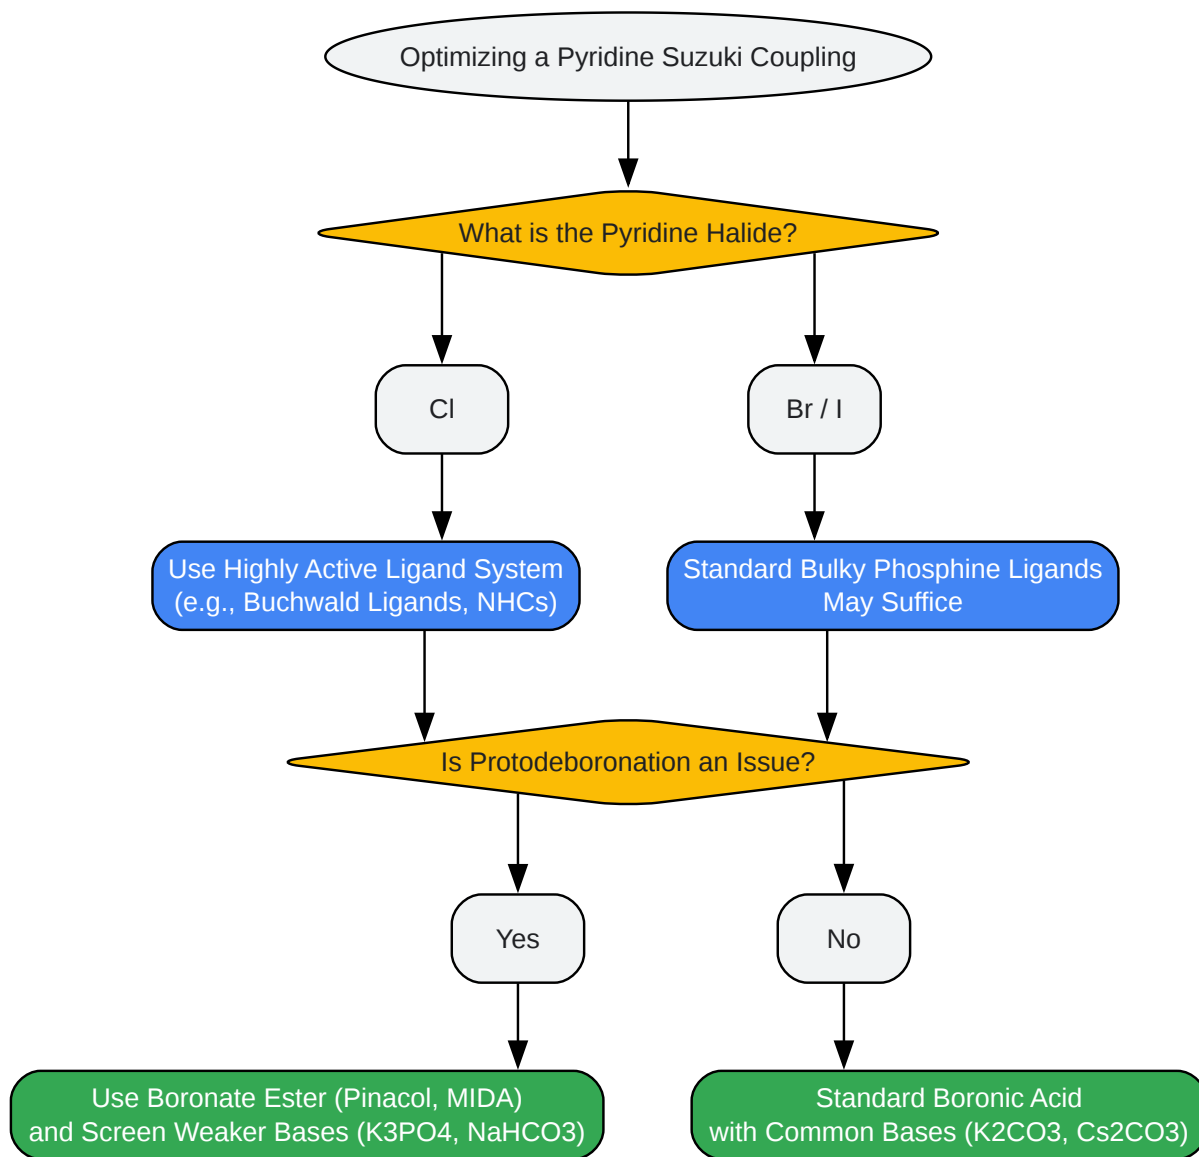 Optimizing a Pyridine Suzuki Coupling
What is the Pyridine Halide?
Cl
Br / I
Use Highly Active Ligand System
(e.g., Buchwald Ligands, NHCs)
Standard Bulky Phosphine Ligands
May Suffice
Is Protodeboronation an Issue?
Yes
No
Use Boronate Ester (Pinacol, MIDA)
and Screen Weaker Bases (K3PO4, NaHCO3)
Standard Boronic Acid
with Common Bases (K2CO3, Cs2CO3)